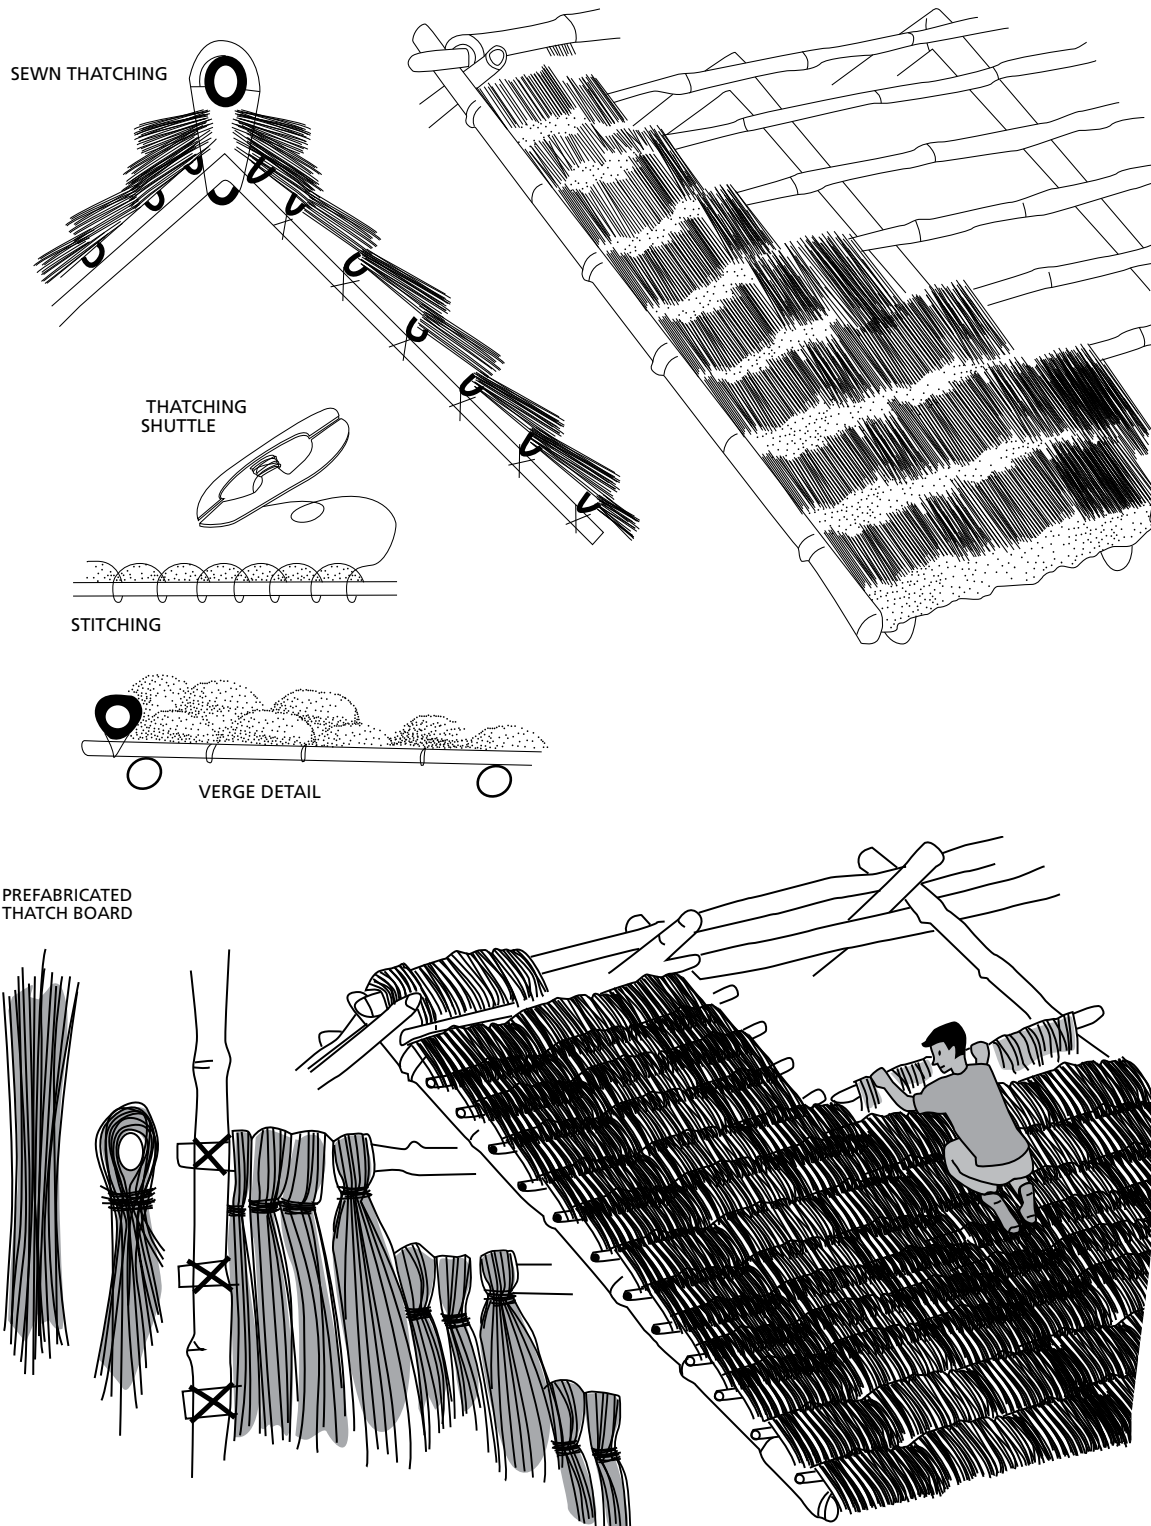 SEWN THATCHING
THATCHING
SHUTTLE
STITCHING
VERGE DETAIL
PREFABRICATED
THATCH BOARD